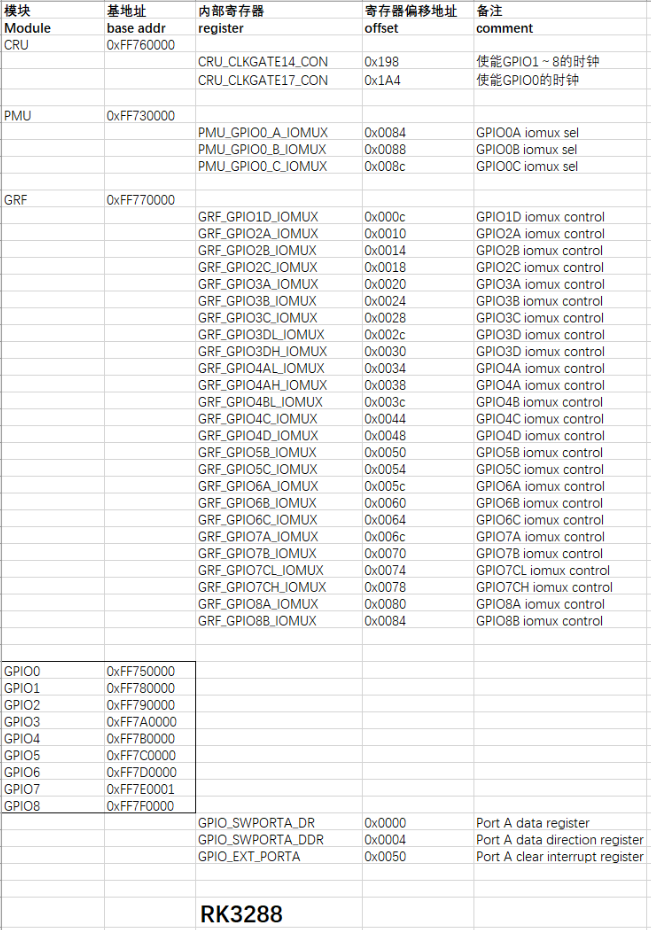 模块 基地址 内部寄存器 寄存器偏移地址 备注
Module base addr register offset comment
CRU 0xFF760000
CRU_CLKGATE14_CON 0x198 使能GPIO1~8的时钟
CRU_CLKGATE17_CON 0x1A4 使能GPIO0的时钟
PMU 0xFF730000
PMU_GPIO0_A_IOMUX 0x0084 GPIO0A iomux sel
PMU_GPIO0_B_IOMUX 0x0088 GPIO0B iomux sel
PMU_GPIO0_C_IOMUX 0x008c GPIO0C iomux sel
GRF 0xFF770000
GRF_GPIO1D_IOMUX 0x000c GPIO1D iomux control
GRF_GPIO2A_IOMUX 0x0010 GPIO2A iomux control
GRF_GPIO2B_IOMUX 0x0014 GPIO2B iomux control
GRF_GPIO2C_IOMUX 0x0018 GPIO2C iomux control
GRF_GPIO3A_IOMUX 0x0020 GPIO3A iomux control
GRF_GPIO3B_IOMUX 0x0024 GPIO3B iomux control
GRF_GPIO3C_IOMUX 0x0028 GPIO3C iomux control
GRF_GPIO3DL_IOMUX 0x002c GPIO3D iomux control
GRF_GPIO3DH_IOMUX 0x0030 GPIO3D iomux control
GRF_GPIO4AL_IOMUX 0x0034 GPIO4A iomux control
GRF_GPIO4AH_IOMUX 0x0038 GPIO4A iomux control
GRF_GPIO4BL_IOMUX 0x003c GPIO4B iomux control
GRF_GPIO4C_IOMUX 0x0044 GPIO4C iomux control
GRF_GPIO4D_IOMUX 0x0048 GPIO4D iomux control
GRF_GPIO5B_IOMUX 0x0050 GPIO5B iomux control
GRF_GPIO5C_IOMUX 0x0054 GPIO5C iomux control
GRF_GPIO6A_IOMUX 0x005c GPIO6A iomux control
GRF_GPIO6B_IOMUX 0x0060 GPIO6B iomux control
GRF_GPIO6C_IOMUX 0x0064 GPIO6C iomux control
GRF_GPIO7A_IOMUX 0x006c GPIO7A iomux control
GRF_GPIO7B_IOMUX 0x0070 GPIO7B iomux control
GRF_GPIO7CL_IOMUX 0x0074 GPIO7CL iomux control
GRF_GPIO7CH_IOMUX 0x0078 GPIO7CH iomux control
GRF_GPIO8A_IOMUX 0x0080 GPIO8A iomux control
GRF_GPIO8B_IOMUX 0x0084 GPIO8B iomux control
GPIO0 0xFF750000
GPIO1 0xFF780000
GPIO2 0xFF790000
GPIO3 0xFF7A0000
GPIO4 0xFF7B0000
GPIO5 0xFF7C0000
GPIO6 0xFF7D0000
GPIO7 0xFF7E0001
GPIO8 0xFF7F0000
GPIO_SWPORTA_DR 0x0000 Port A data register
GPIO_SWPORTA_DDR 0x0004 Port A data direction register
GPIO_EXT_PORTA 0x0050 Port A clear interrupt register
RK3288